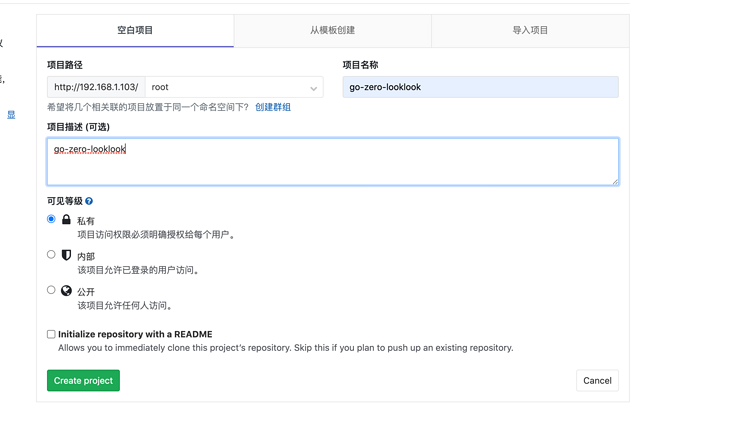 空白项目 从模板创建 导入项目
项目路径 项目名称
http://192.168.1.103/ root go-zero-looklook
希望将几个相关联的项目放置于同一个命名空间下? 创建群组
项目描述 (可选)
go-zero-looklook
显
可见等级
私有
项目访问权限必须明确授权给每个用户。
内部
该项目允许已登录的用户访问。
公开
该项目允许任何人访问。
Initialize repository with a README
Allows you to immediately clone this project's repository. Skip this if you plan to push up an existing repository.
Create project Cancel